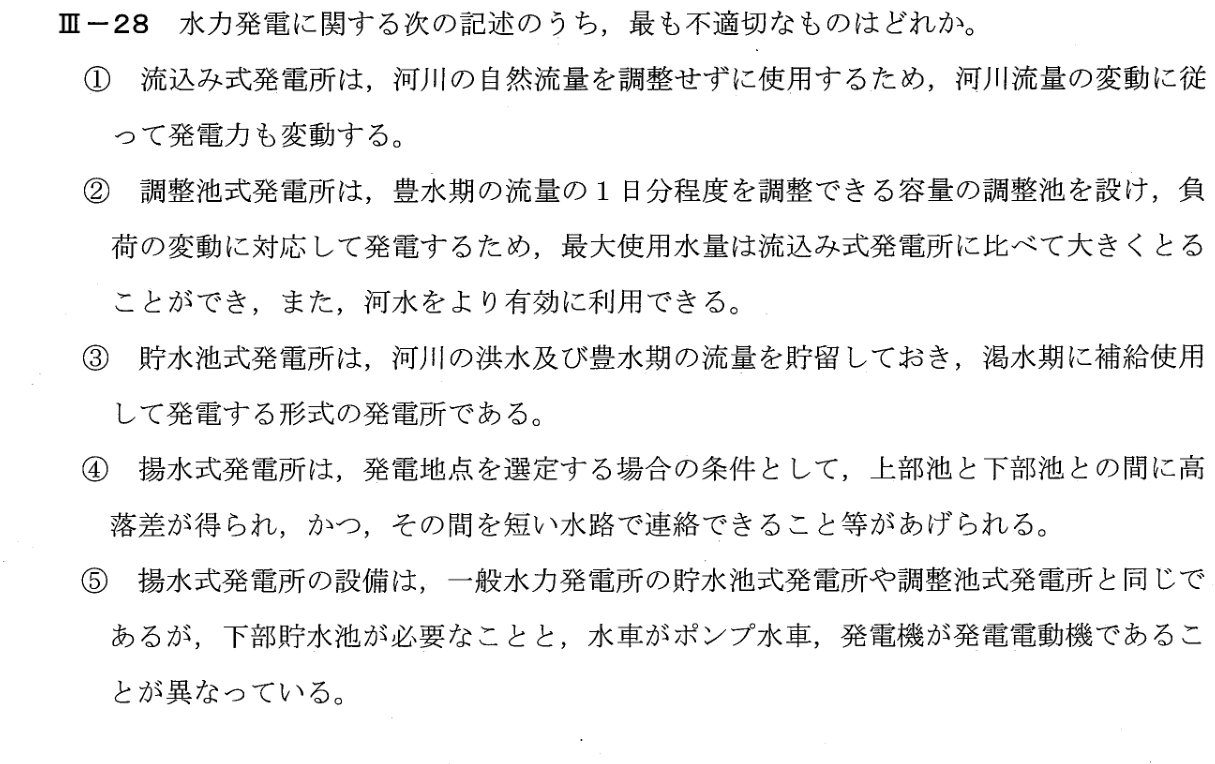 Ⅲ－28　水力発電に関する次の記述のうち，最も不適切なものはどれか。
①　流込み式発電所は，河川の自然流量を調整せずに使用するため，河川流量の変動に従
って発電力も変動する。
②　調整池式発電所は，豊水期の流量の１日分程度を調整できる容量の調整池を設け，負
荷の変動に対応して発電するため，最大使用水量は流込み式発電所に比べて大きくとる
ことができ，また，河水をより有効に利用できる。
③　貯水池式発電所は，河川の洪水及び豊水期の流量を貯留しておき，渇水期に補給使用
して発電する形式の発電所である。
④　揚水式発電所は，発電地点を選定する場合の条件として，上部池と下部池との間に高
落差が得られ，かつ，その間を短い水路で連絡できること等があげられる。
⑤　揚水式発電所の設備は，一般水力発電所の貯水池式発電所や調整池式発電所と同じで
あるが，下部貯水池が必要なことと，水車がポンプ水車，発電機が発電電動機であるこ
とが異なっている。